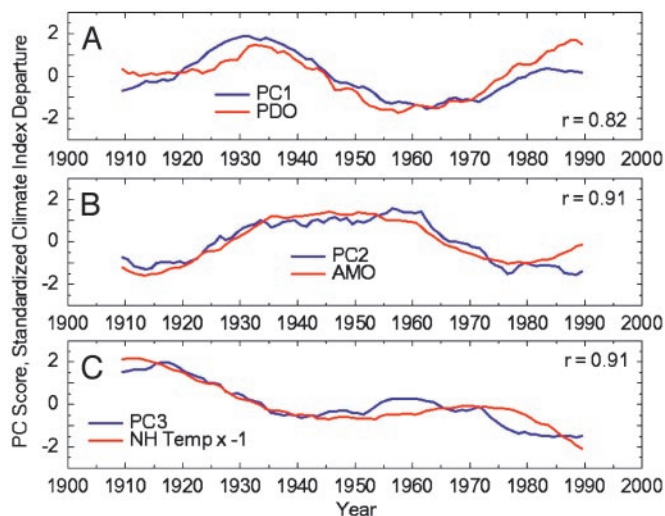 PC Score, Standardized Climate Index Departure
A
2
0
-2
PC1
PDO
r = 0.82
1900 1910 1920 1930 1940 1950 1960 1970 1980 1990 2000
B
2
0
-2
r = 0.91
PC2
AMO
1900 1910 1920 1930 1940 1950 1960 1970 1980 1990 2000
C
2
0
-2
r = 0.91
PC3
NH Temp x -1
1900 1910 1920 1930 1940 1950 1960 1970 1980 1990 2000
Year